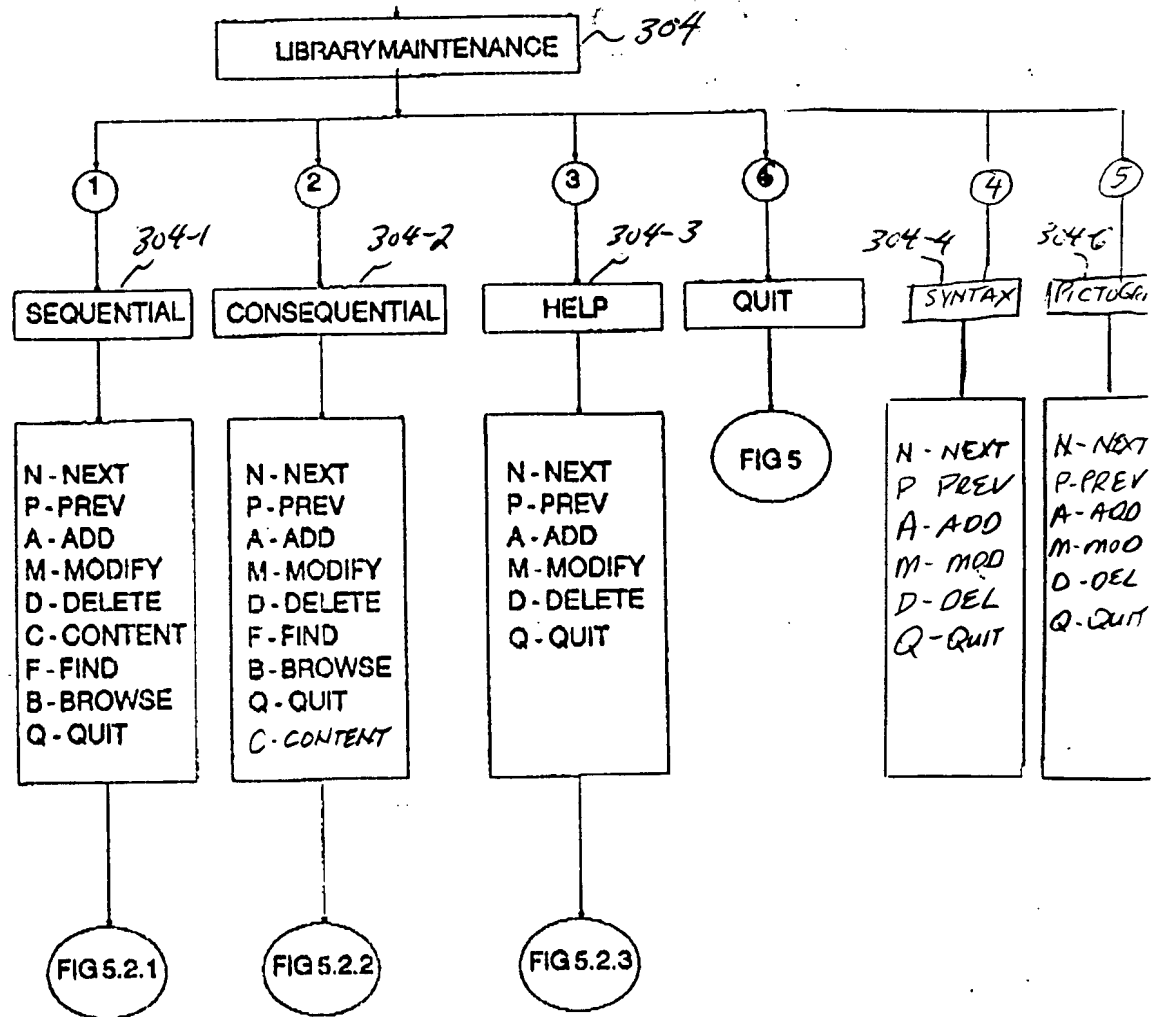 LIBRARY MAINTENANCE
304
1
2
3
6
4
5
304-1
304-2
304-3
304-4
304-6
SEQUENTIAL
CONSEQUENTIAL
HELP
QUIT
SYNTAX
PICTOGR
N - NEXT
P - PREV
A - ADD
M - MODIFY
D - DELETE
C - CONTENT
F - FIND
B - BROWSE
Q - QUIT
N - NEXT
P - PREV
A - ADD
M - MODIFY
D - DELETE
F - FIND
B - BROWSE
Q - QUIT
C - CONTENT
N - NEXT
P - PREV
A - ADD
M - MODIFY
D - DELETE
Q - QUIT
FIG 5
N - NEXT
P PREV
A - ADD
M - MOD
D - DEL
Q - QUIT
N - NEXT
P - PREV
A - ADD
M - MOD
D - DEL
Q - QUIT
FIG 5.2.1
FIG 5.2.2
FIG 5.2.3